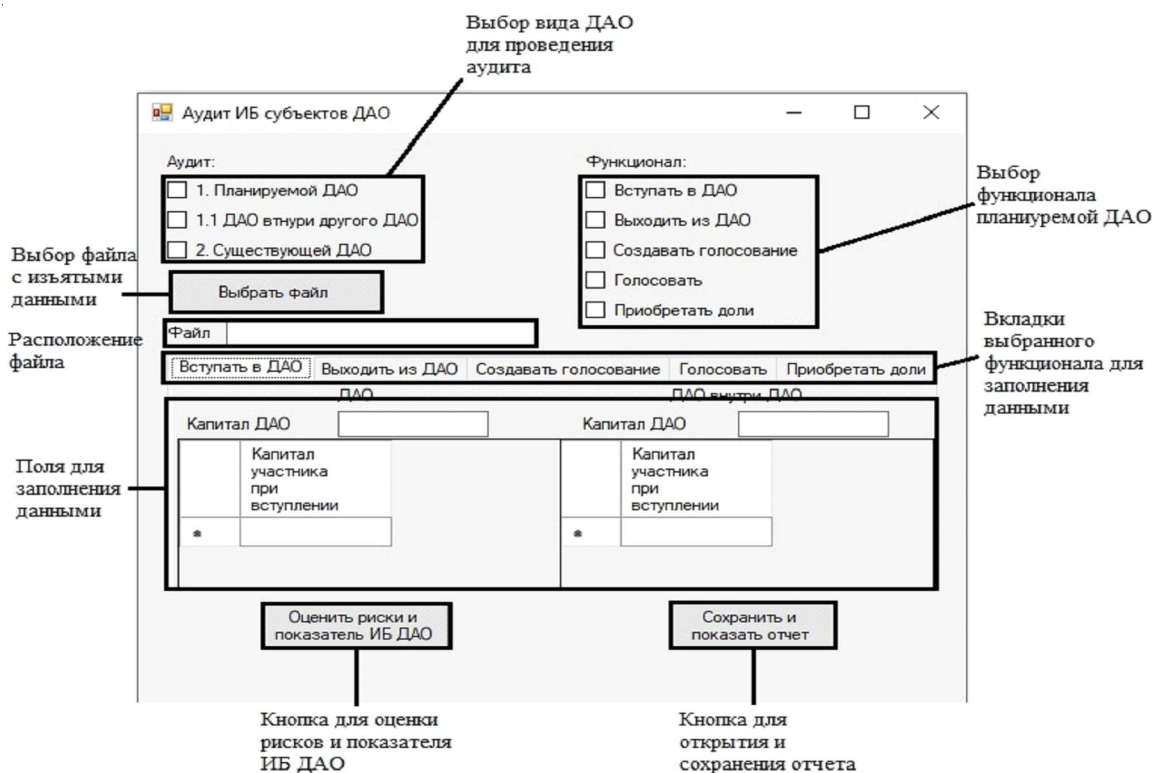 Выбор вида ДАО
для проведения
аудита
Аудит ИБ субъектов ДАО
Аудит:
1. Планируемой ДАО
1.1 ДАО втнури другого ДАО
2. Существующей ДАО
Выбрать файл
Файл
Функционал:
Вступать в ДАО
Выходить из ДАО
Создавать голосование
Голосовать
Приобретать доли
Выбор
функционала
планиуремой ДАО
Выбор файла
с изъятыми
данными
Расположение
файла
Вкладки
выбранного
функционала для
заполнения
данными
Вступать в ДАО Выходить из ДАО Создавать голосование Голосовать Приобретать доли
ДАО ДАО внутри ДАО
Капитал ДАО Капитал ДАО
Капитал
участника
при
вступлении
Капитал
участника
при
вступлении
Поля для
заполнения
данными
Оценить риски и
показатель ИБ ДАО
Сохранить и
показать отчет
Кнопка для оценки
рисков и показателя
ИБ ДАО
Кнопка для
открытия и
сохранения отчета